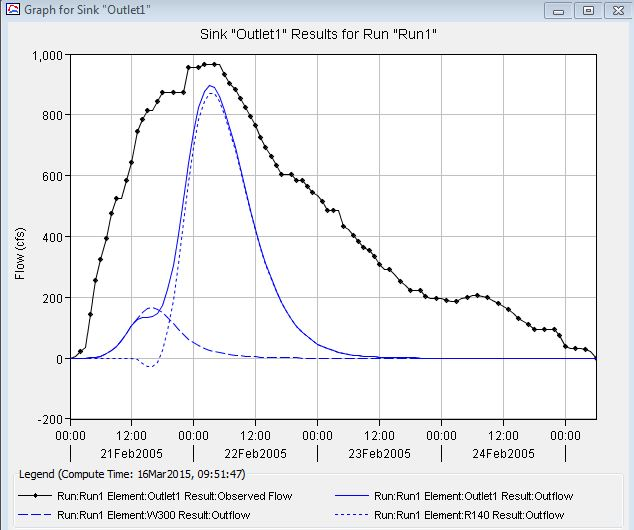 Graph for Sink "Outlet1"
Sink "Outlet1" Results for Run "Run1"
1,000
800
600
400
200
0
-200
Flow (cfs)
00:00 12:00 00:00 12:00 00:00 12:00 00:00 12:00 00:00
21Feb2005 22Feb2005 23Feb2005 24Feb2005
Legend (Compute Time: 16Mar2015, 09:51:47)
Run:Run1 Element:Outlet1 Result:Observed Flow Run:Run1 Element:Outlet1 Result:Outflow
Run:Run1 Element:W300 Result:Outflow Run:Run1 Element:R140 Result:Outflow